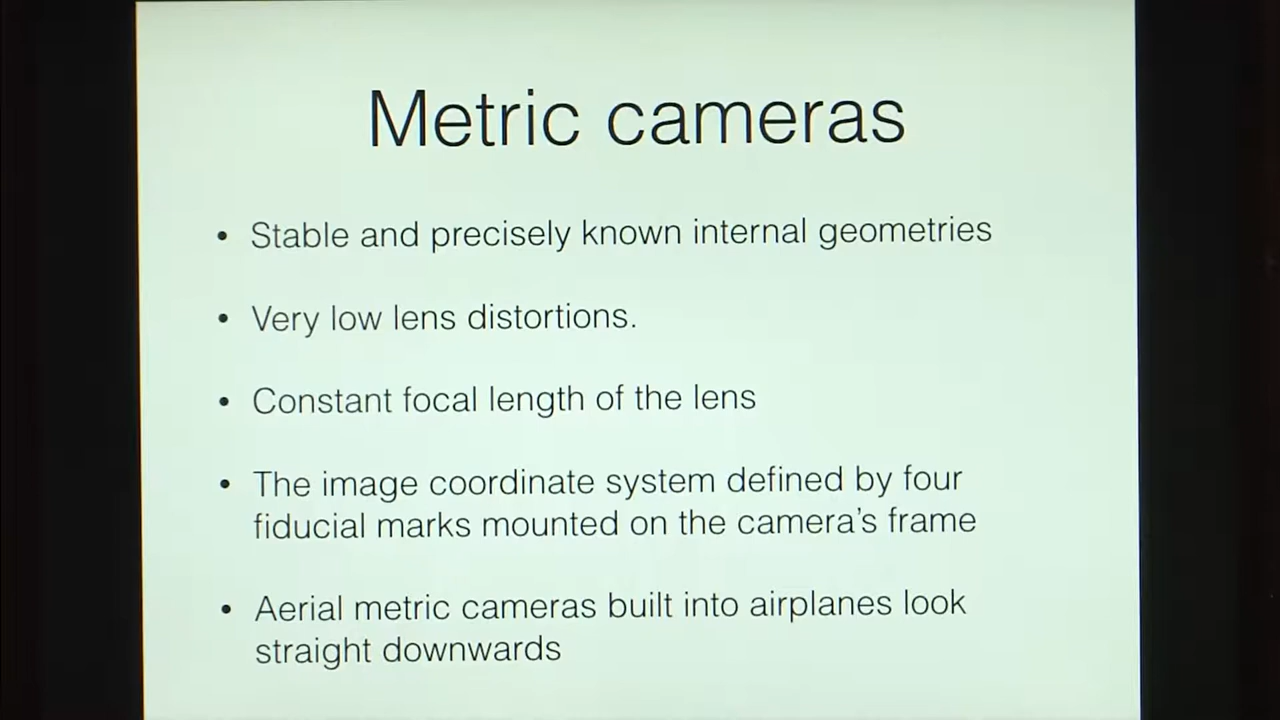 Metric cameras
• Stable and precisely known internal geometries
• Very low lens distortions.
• Constant focal length of the lens
• The image coordinate system defined by four
fiducial marks mounted on the camera's frame
• Aerial metric cameras built into airplanes look
straight downwards